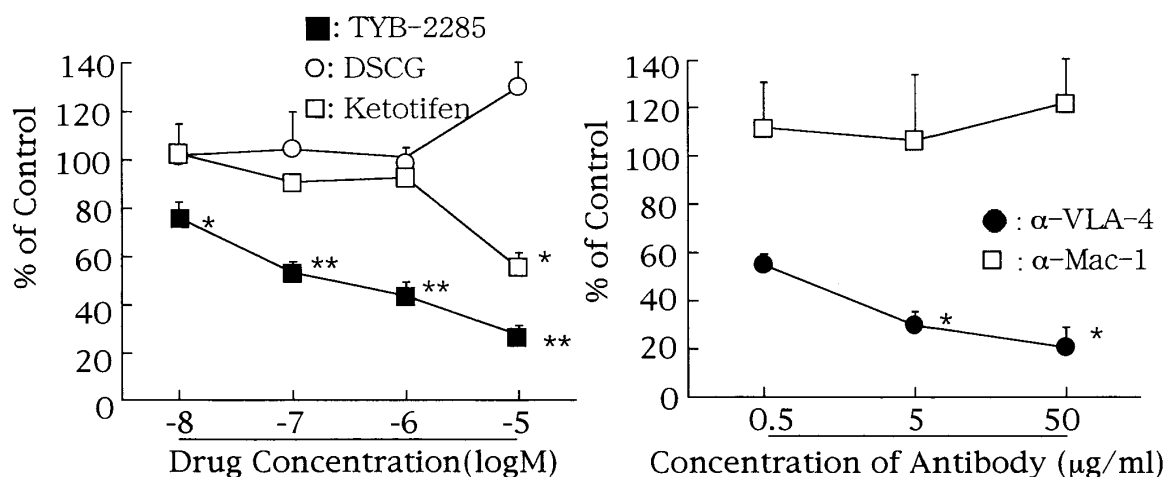 ■: TYB-2285
○: DSCG
□: Ketotifen
% of Control
140
120
100
80
60
40
20
0
*
**
**
**
*
-8 -7 -6 -5
Drug Concentration(logM)
% of Control
140
120
100
80
60
40
20
0
●: α-VLA-4
□: α-Mac-1
*
*
0.5 5 50
Concentration of Antibody (μg/ml)